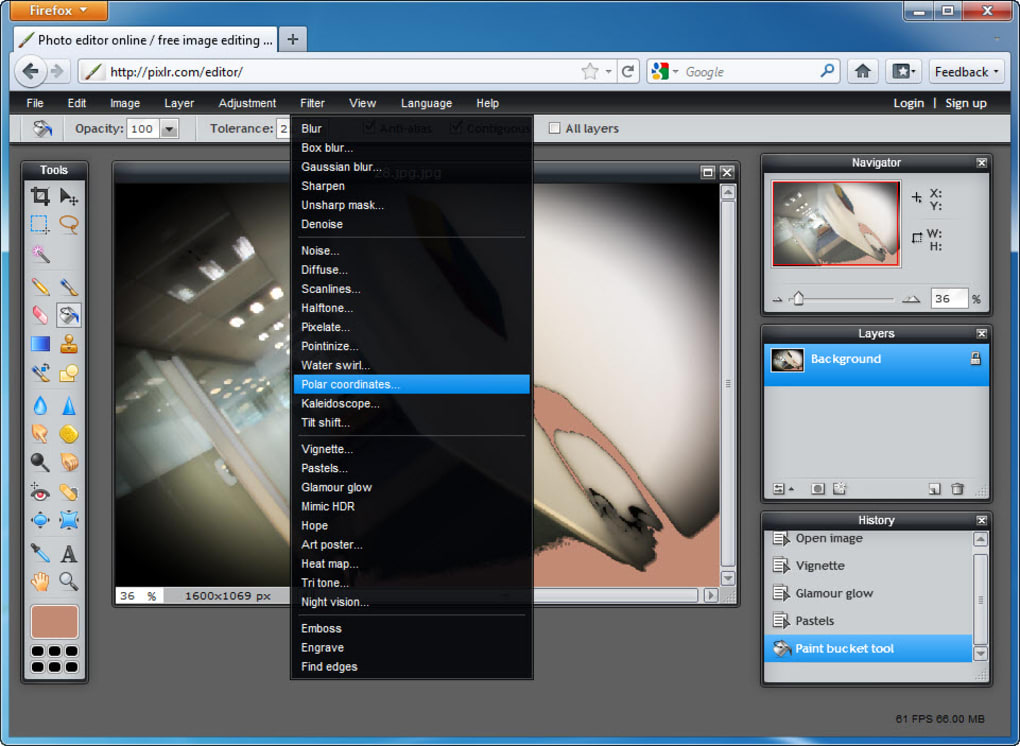 Firefox
Photo editor online / free image editing ...
http://pixlr.com/editor/
Google
Feedback
File Edit Image Layer Adjustment Filter View Language Help Login | Sign up
Opacity: 100 Tolerance: 2 Anti-alias Contiguous All layers
Tools
28.jpg.jpg
Blur
Box blur...
Gaussian blur...
Sharpen
Unsharp mask...
Denoise
Noise...
Diffuse...
Scanlines...
Halftone...
Pixelate...
Pointinize...
Water swirl...
Polar coordinates...
Kaleidoscope...
Tilt shift...
Vignette...
Pastels...
Glamour glow
Mimic HDR
Hope
Art poster...
Heat map...
Tri tone...
Night vision...
Emboss
Engrave
Find edges
36 % 1600x1069 px
Navigator
X:
Y:
W:
H:
36 %
Layers
Background
History
Open image
Vignette
Glamour glow
Pastels
Paint bucket tool
61 FPS 66.00 MB